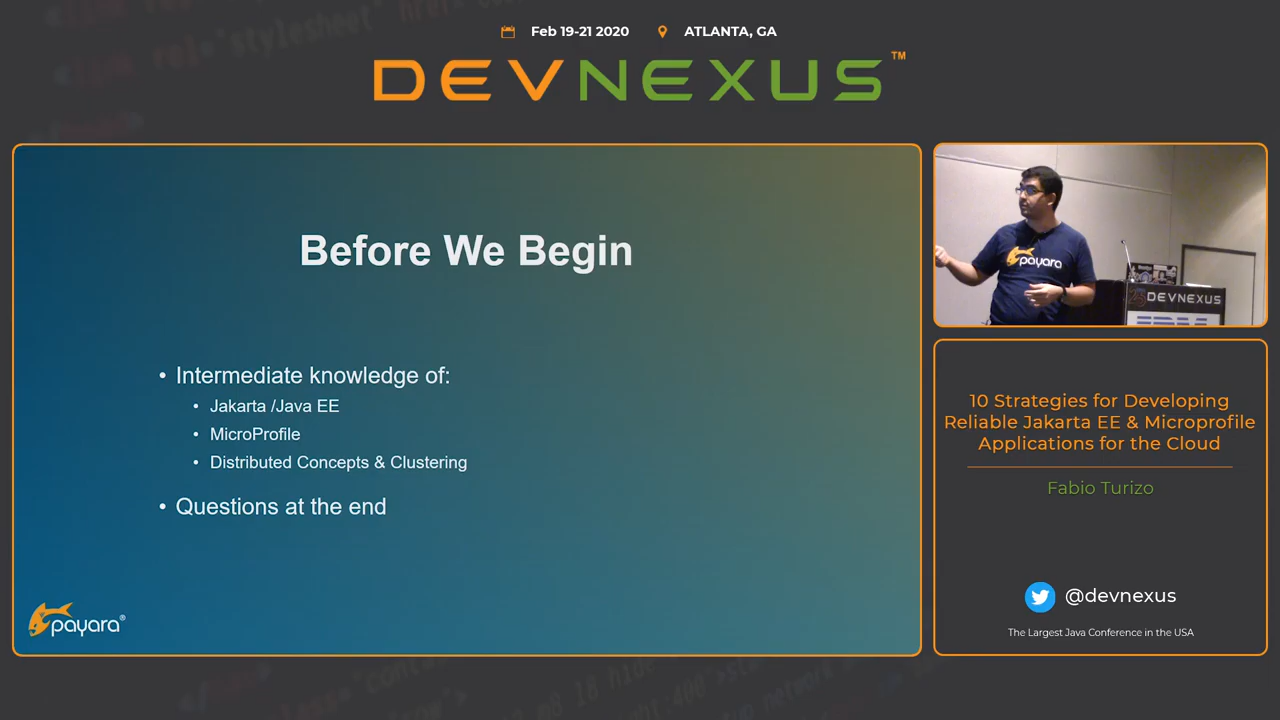 Feb 19-21 2020 ATLANTA, GA
DEVNEXUS™
Before We Begin
• Intermediate knowledge of:
• Jakarta /Java EE
• MicroProfile
• Distributed Concepts & Clustering
• Questions at the end
payara®
payara
DEVNEXUS
10 Strategies for Developing
Reliable Jakarta EE & Microprofile
Applications for the Cloud
Fabio Turizo
@devnexus
The Largest Java Conference in the USA